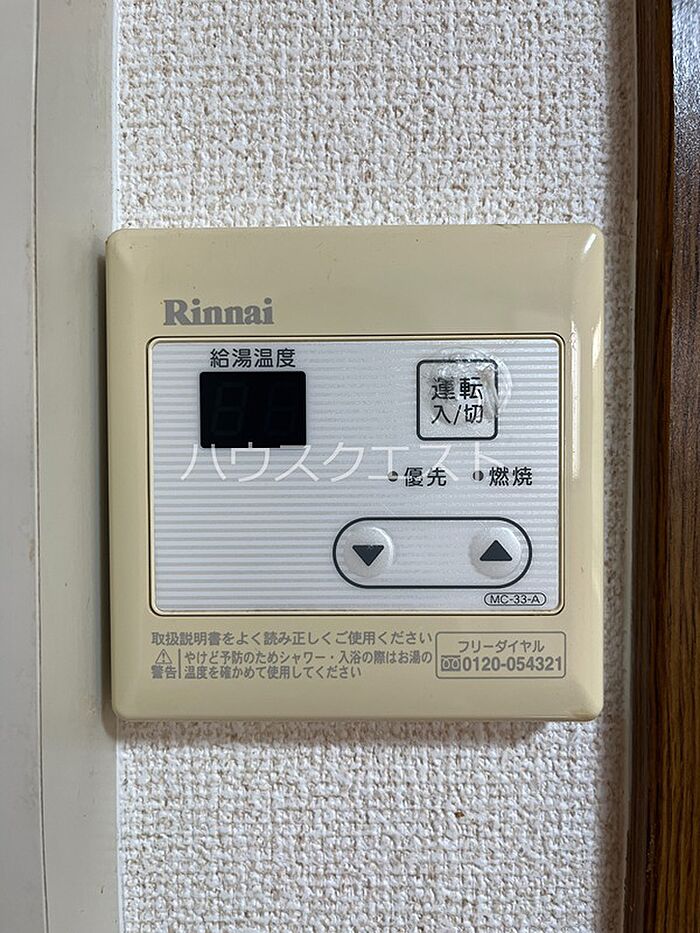 Rinnai
給湯温度
運転
入/切
ハウスクエスト
優先 燃焼
▼ ▲
MC-33-A
取扱説明書をよく読み正しくご使用ください
⚠ やけど予防のためシャワー・入浴の際はお湯の
警告 温度を確かめて使用してください
フリーダイヤル
0120-054321